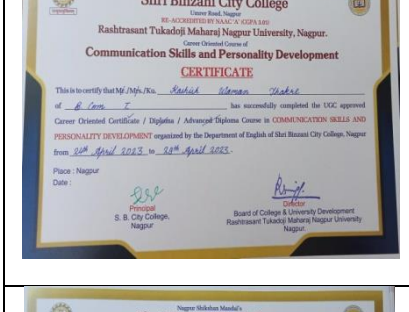 Shri Binzani City College
Umrer Road, Nagpur
RE-ACCREDITED BY NAAC 'A' CGPA 3.03
Rashtrasant Tukadoji Maharaj Nagpur University, Nagpur.
Career Oriented Course of
Communication Skills and Personality Development
CERTIFICATE
This is to certify that Mr./Mrs./Ku. Waman Thakre
of B. Com I has successfully completed the UGC approved
Career Oriented Certificate / Diploma / Advanced Diploma Course in COMMUNICATION SKILLS AND
PERSONALITY DEVELOPMENT organized by the Department of English of Shri Binzani City College, Nagpur
from 24th April 2023 to 29th April 2023.
Place : Nagpur
Date :
Principal
S. B. City College,
Nagpur
Director
Board of College & University Development
Rashtrasant Tukadoji Maharaj Nagpur University
Nagpur.
Nagpur Shikshan Mandal's